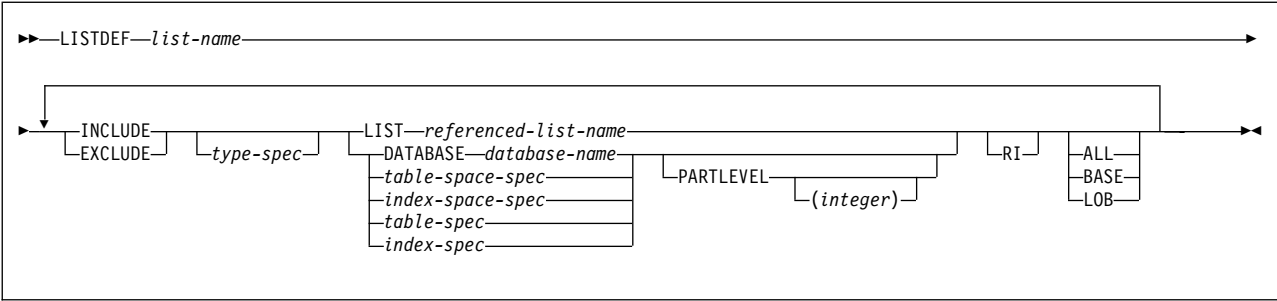 LISTDEF list-name
INCLUDE LIST referenced-list-name
EXCLUDE type-spec DATABASE database-name RI ALL
table-space-spec PARTLEVEL BASE
index-space-spec (integer) LOB
table-spec
index-spec